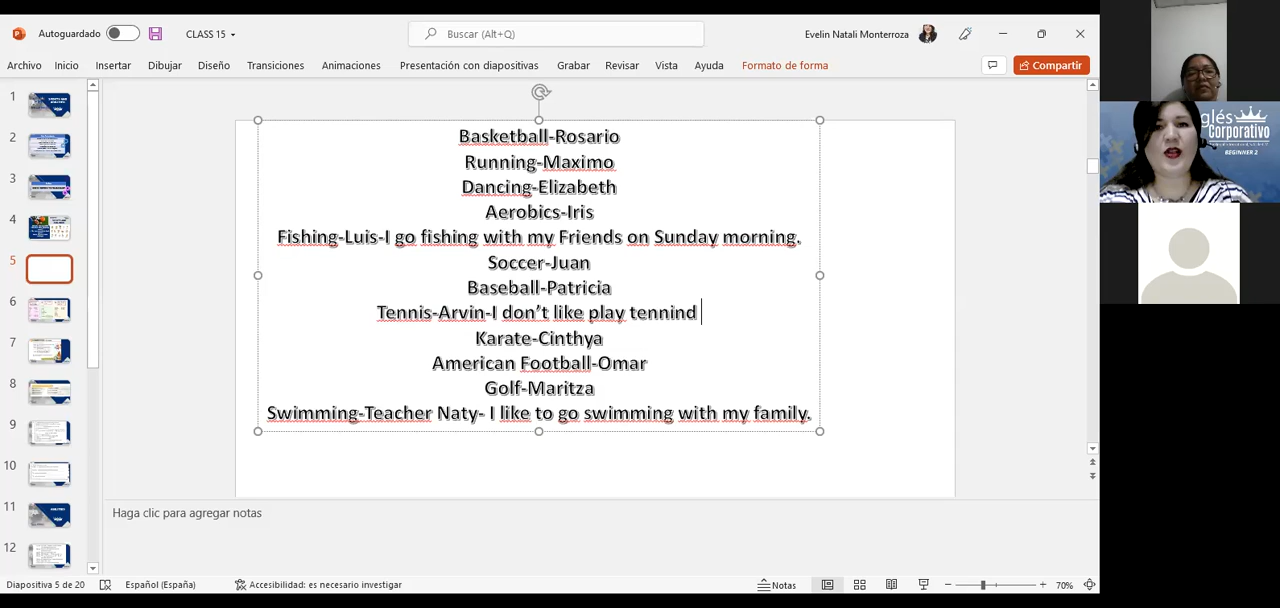 Autoguardado
CLASS 15
Buscar (Alt+Q)
Evelin Natali Monterroza
Archivo Inicio Insertar Dibujar Diseño Transiciones Animaciones Presentación con diapositivas Grabar Revisar Vista Ayuda Formato de forma
Compartir
1
2
3
4
5
6
7
8
9
10
11
12
Basketball-Rosario
Running-Maximo
Dancing-Elizabeth
Aerobics-Iris
Fishing-Luis-I go fishing with my Friends on Sunday morning.
Soccer-Juan
Baseball-Patricia
Tennis-Arvin-I don't like play tennind
Karate-Cinthya
American Football-Omar
Golf-Maritza
Swimming-Teacher Naty- I like to go swimming with my family.
Haga clic para agregar notas
Diapositiva 5 de 20
Español (España)
Accesibilidad: es necesario investigar
Notas
70%
glés
Corporativo
BEGINNER 2